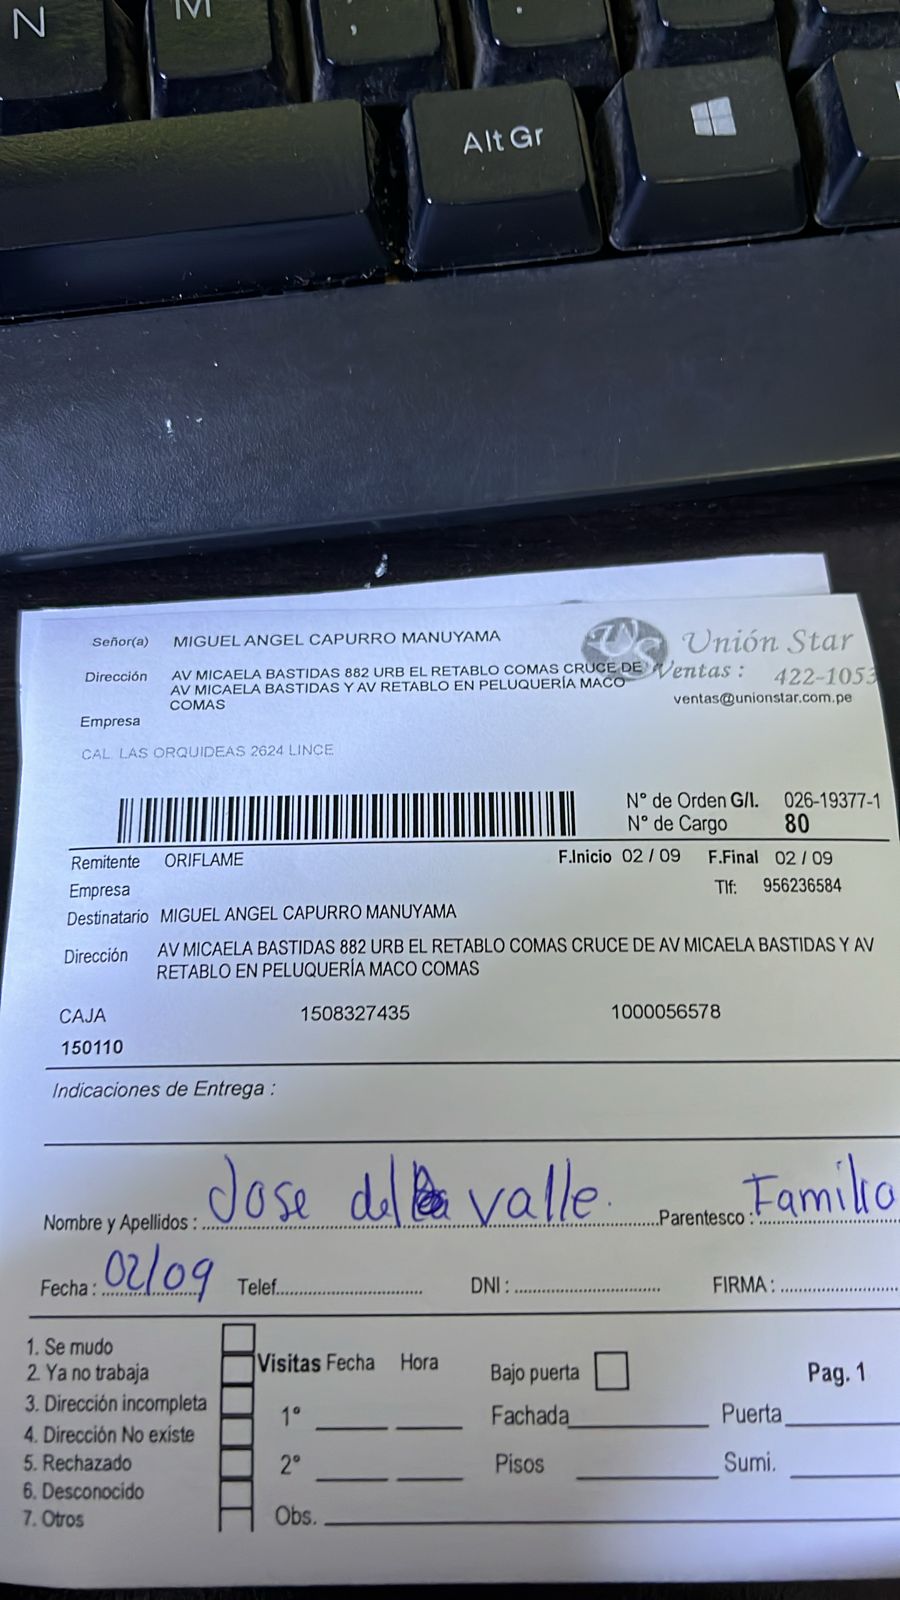 N M ; .
Alt Gr
Señor(a) MIGUEL ANGEL CAPURRO MANUYAMA
Unión Star
Dirección AV MICAELA BASTIDAS 882 URB EL RETABLO COMAS CRUCE DE
AV MICAELA BASTIDAS Y AV RETABLO EN PELUQUERÍA MACO
COMAS
Ventas : 422-1053
ventas@unionstar.com.pe
Empresa
CAL. LAS ORQUIDEAS 2624 LINCE
N° de Orden G/I. 026-19377-1
N° de Cargo 80
Remitente ORIFLAME F.Inicio 02 / 09 F.Final 02 / 09
Empresa Tlf: 956236584
Destinatario MIGUEL ANGEL CAPURRO MANUYAMA
Dirección AV MICAELA BASTIDAS 882 URB EL RETABLO COMAS CRUCE DE AV MICAELA BASTIDAS Y AV
RETABLO EN PELUQUERÍA MACO COMAS
CAJA 1508327435 1000056578
150110
Indicaciones de Entrega :
Nombre y Apellidos : Jose del valle. Parentesco : Familia
Fecha : 02/09 Telef. DNI : FIRMA :
1. Se mudo
2. Ya no trabaja
3. Dirección incompleta
4. Dirección No existe
5. Rechazado
6. Desconocido
7. Otros
Visitas Fecha Hora
1°
2°
Obs.
Bajo puerta Pag. 1
Fachada Puerta
Pisos Sumi.